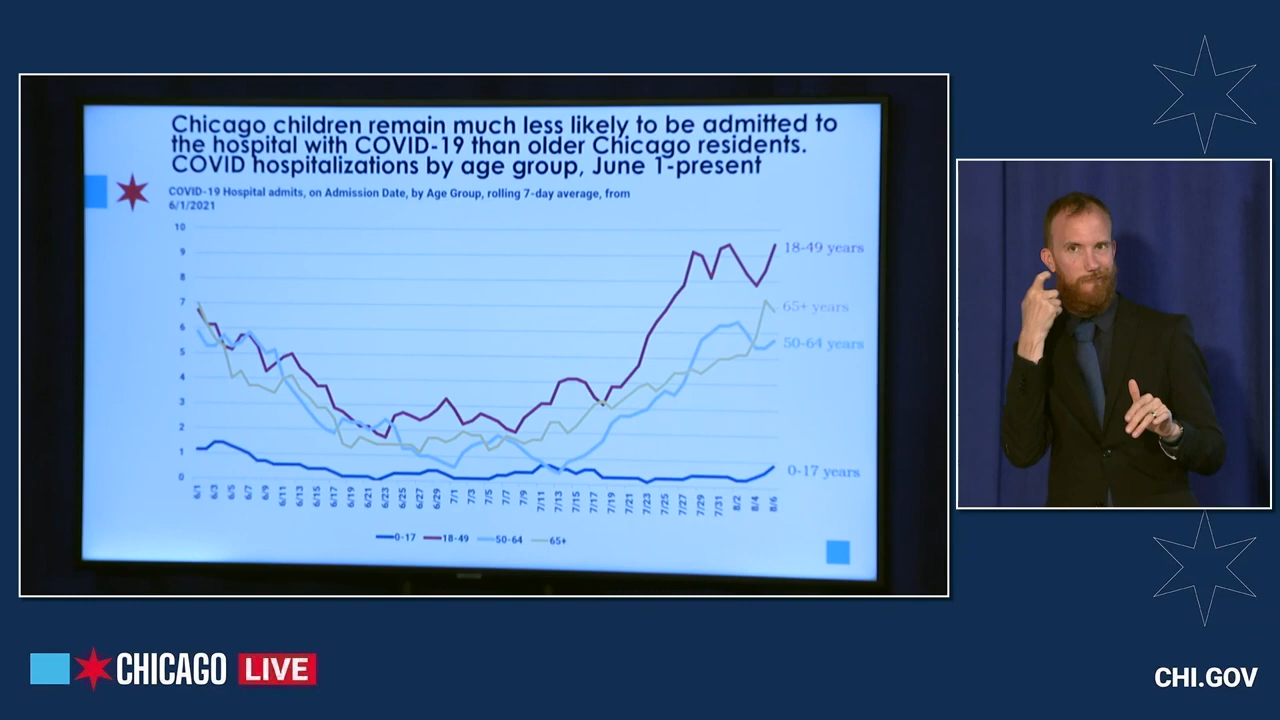 Chicago children remain much less likely to be admitted to
the hospital with COVID-19 than older Chicago residents.
COVID hospitalizations by age group, June 1-present
COVID-19 Hospital admits, on Admission Date, by Age Group, rolling 7-day average, from
6/1/2021
10
9
8
7
6
5
4
3
2
1
0
18-49 years
65+ years
50-64 years
0-17 years
6/1 6/3 6/5 6/7 6/9 6/11 6/13 6/15 6/17 6/19 6/21 6/23 6/25 6/27 6/29 7/1 7/3 7/5 7/7 7/9 7/11 7/13 7/15 7/17 7/19 7/21 7/23 7/25 7/27 7/29 7/31 8/2 8/4 8/6
0-17 18-49 50-64 65+
CHICAGO LIVE
CHI.GOV